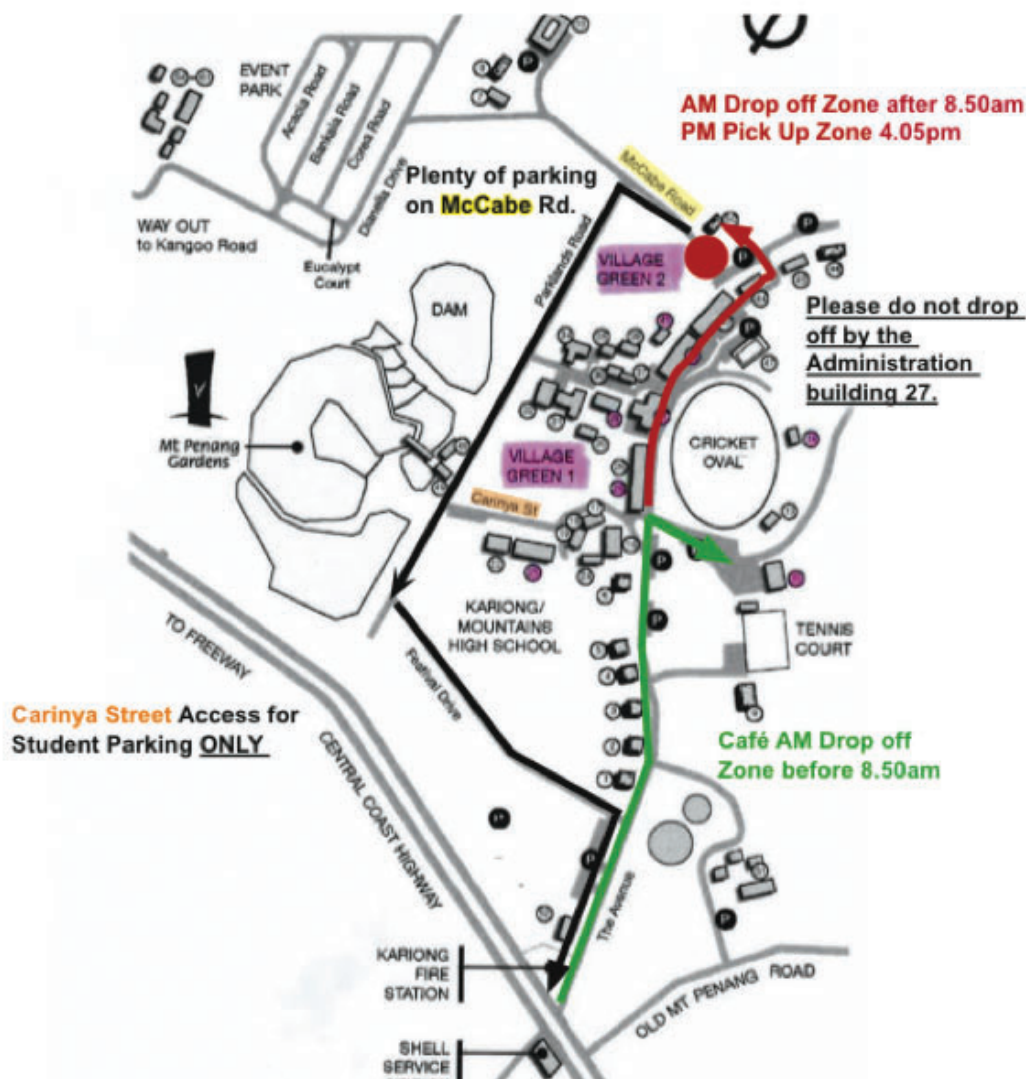 EVENT
PARK
Acacia Road
Banksia Road
Correa Road
Dianella Drive
AM Drop off Zone after 8.50am
PM Pick Up Zone 4.05pm
McCabe Road
Plenty of parking
on McCabe Rd.
WAY OUT
to Kangoo Road
Eucalypt
Court
Parklands Road
VILLAGE
GREEN 2
DAM
Please do not drop
off by the
Administration
building 27.
Mt Penang
Gardens
VILLAGE
GREEN 1
CRICKET
OVAL
Carinya St
KARIONG/
MOUNTAINS
HIGH SCHOOL
TENNIS
COURT
TO FREEWAY
Festival Drive
Carinya Street Access for
Student Parking ONLY
CENTRAL COAST HIGHWAY
Café AM Drop off
Zone before 8.50am
P
The Avenue
KARIONG
FIRE
STATION
OLD MT PENANG ROAD
SHELL
SERVICE